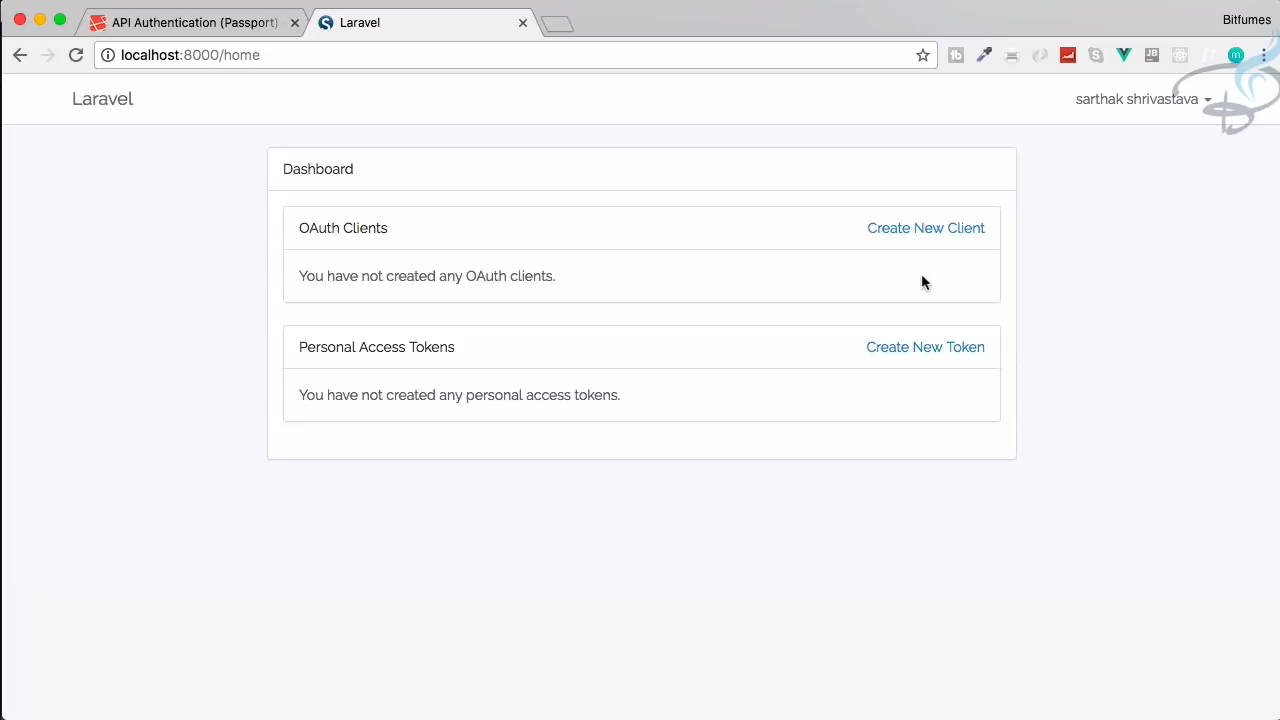 API Authentication (Passport)
Laravel
Bitfumes
localhost:8000/home
Laravel
sarthak shrivastava
Dashboard
OAuth Clients
Create New Client
You have not created any OAuth clients.
Personal Access Tokens
Create New Token
You have not created any personal access tokens.